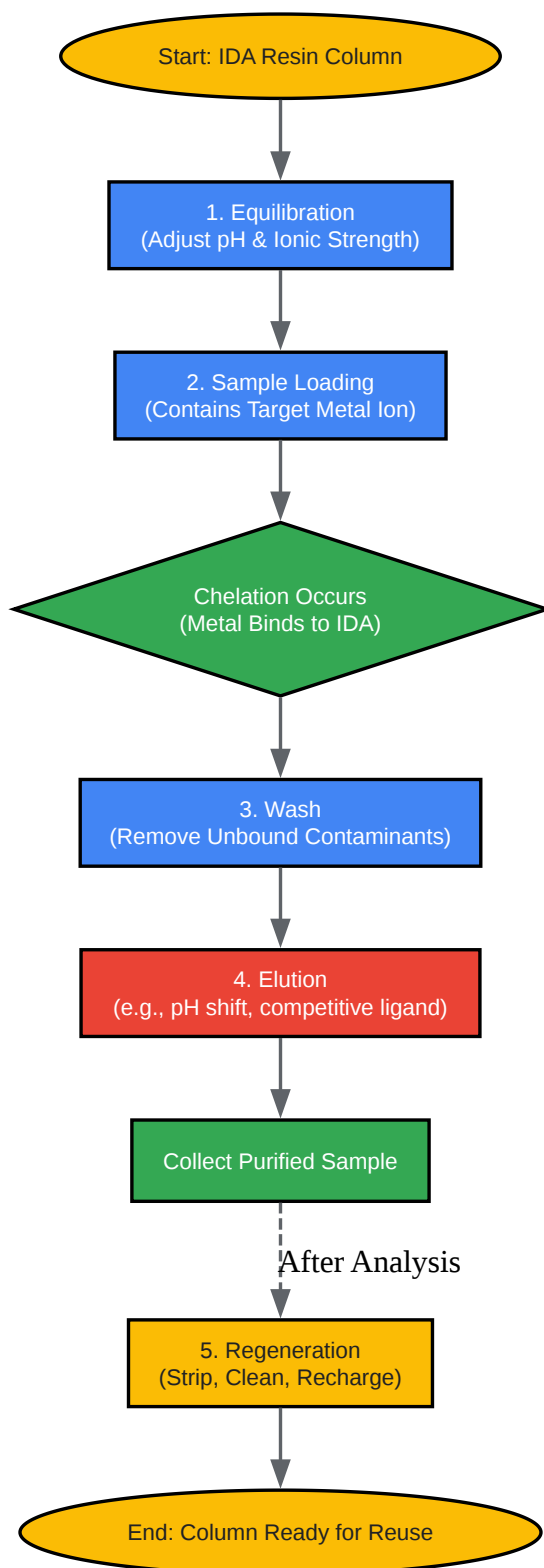 Start: IDA Resin Column
1. Equilibration
(Adjust pH & Ionic Strength)
2. Sample Loading
(Contains Target Metal Ion)
Chelation Occurs
(Metal Binds to IDA)
3. Wash
(Remove Unbound Contaminants)
4. Elution
(e.g., pH shift, competitive ligand)
Collect Purified Sample
After Analysis
5. Regeneration
(Strip, Clean, Recharge)
End: Column Ready for Reuse